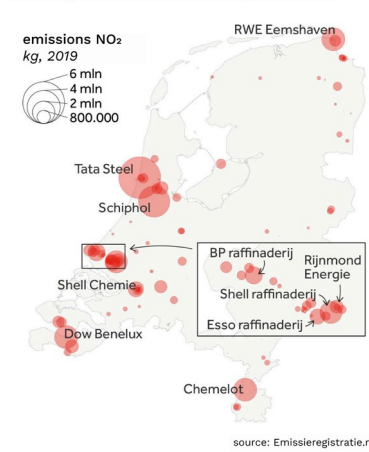 RWE Eemshaven
emissions NO₂
kg, 2019
6 mln
4 mln
2 mln
800.000
Tata Steel
Schiphol
BP raffinaderij
Rijnmond
Energie
Shell raffinaderij
Esso raffinaderij
Shell Chemie
Dow Benelux
Chemelot
source: Emissieregistratie.r